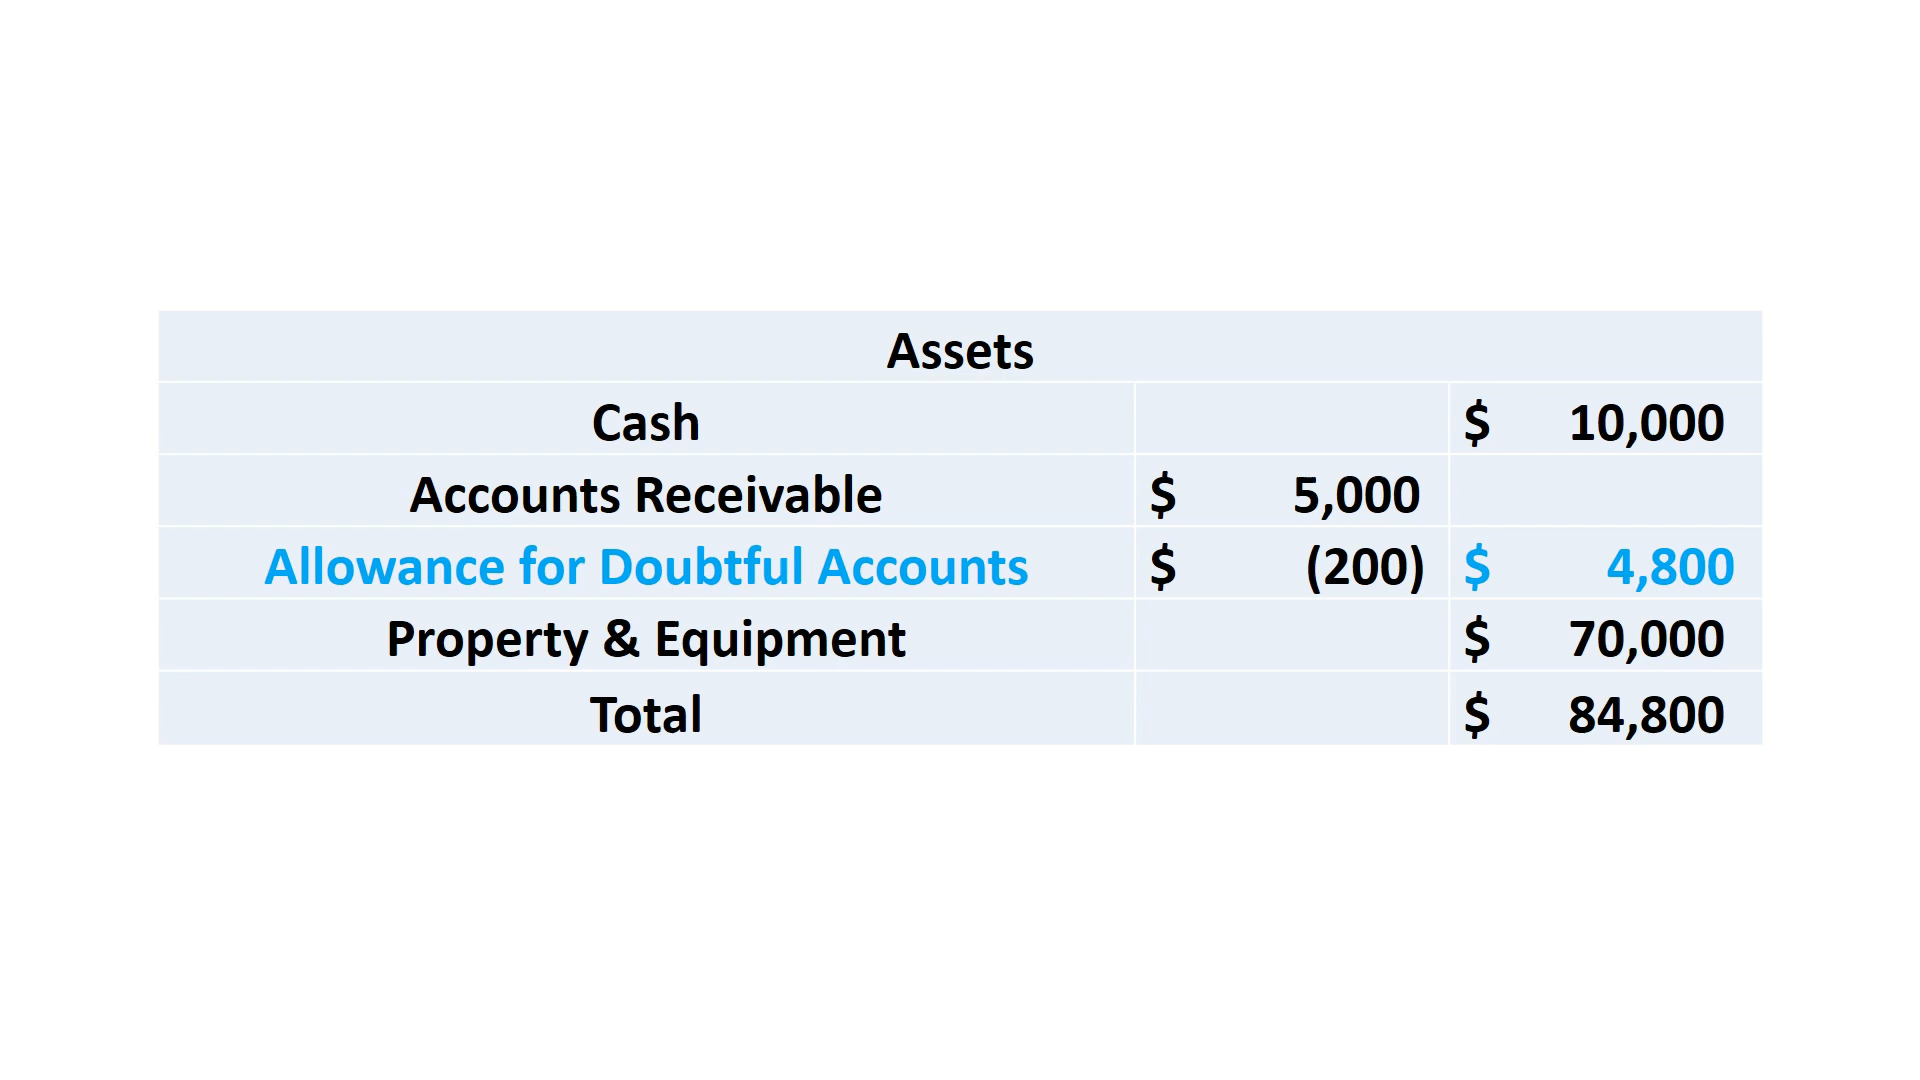 Assets
Cash $ 10,000
Accounts Receivable $ 5,000
Allowance for Doubtful Accounts $ (200) $ 4,800
Property & Equipment $ 70,000
Total $ 84,800